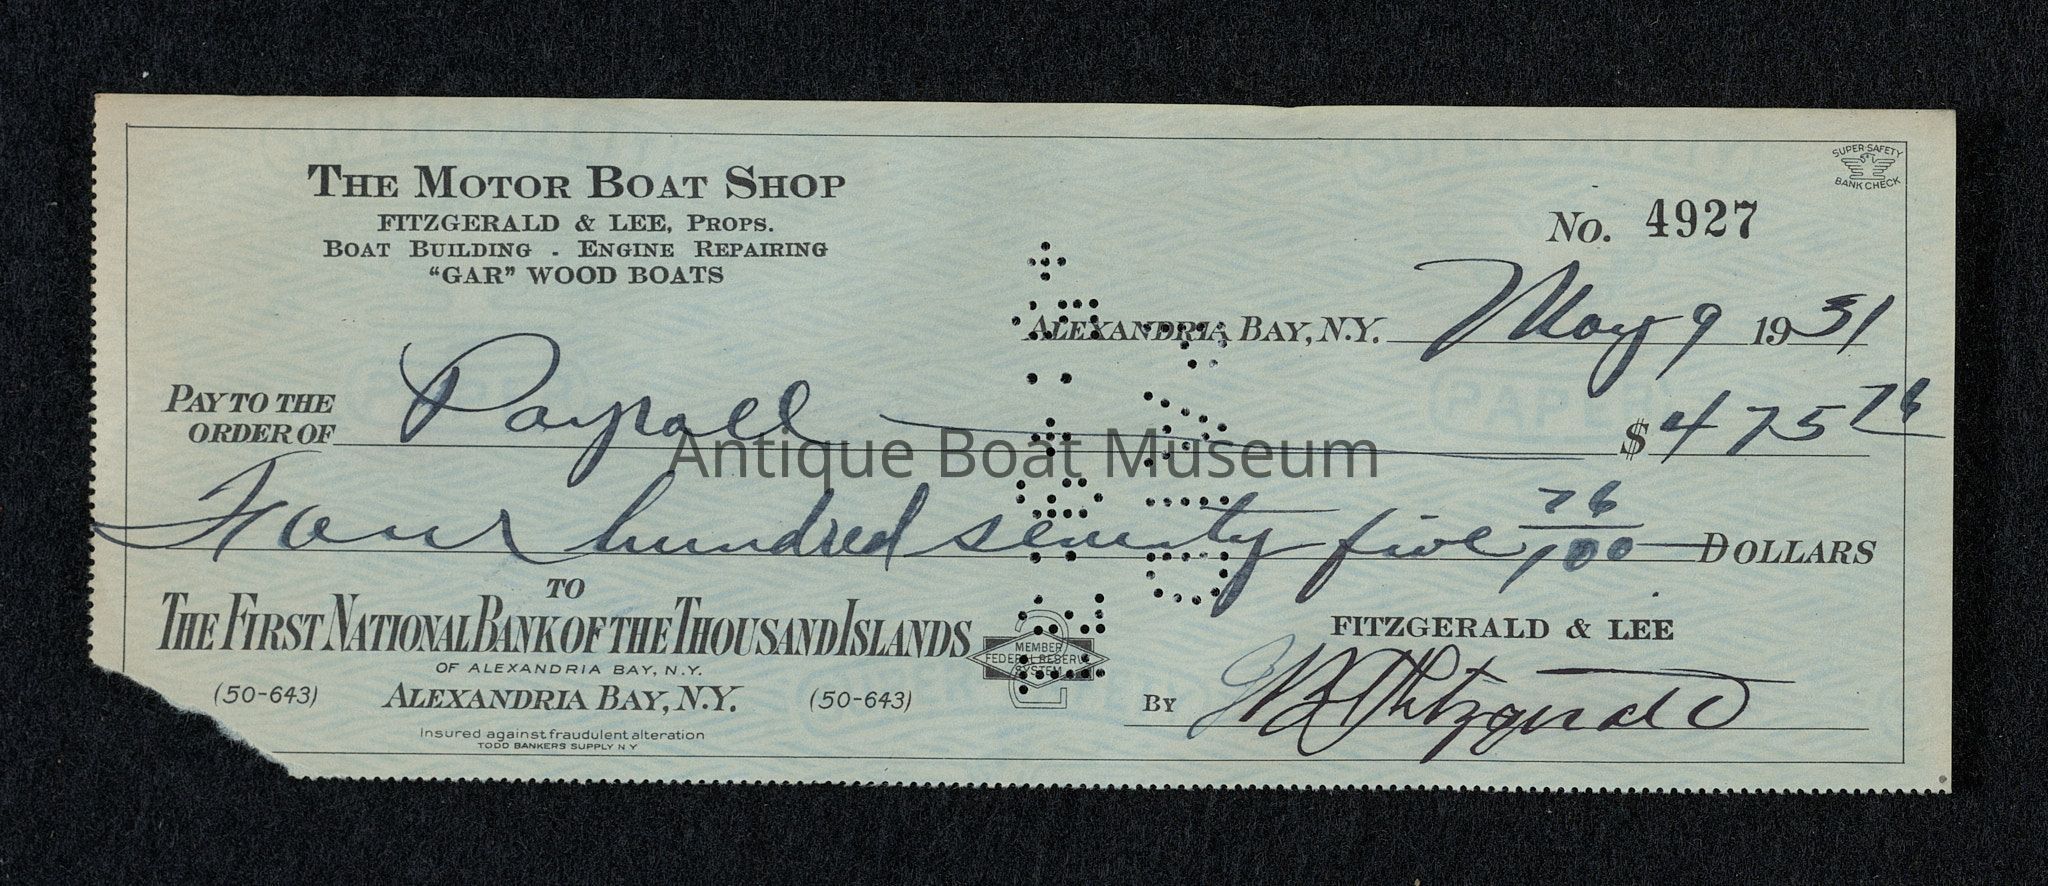 THE MOTOR BOAT SHOP
FITZGERALD & LEE, PROPS.
BOAT BUILDING - ENGINE REPAIRING
"GAR" WOOD BOATS
SUPER-SAFETY
BANK CHECK
No. 4927
ALEXANDRIA BAY, N.Y. May 9 1931
PAY TO THE ORDER OF Payroll $475 76
Antique Boat Museum
Four hundred seventy five 76/100 DOLLARS
TO
THE FIRST NATIONAL BANK OF THE THOUSAND ISLANDS
OF ALEXANDRIA BAY, N.Y.
(50-643) ALEXANDRIA BAY, N.Y. (50-643)
Insured against fraudulent alteration
TODD BANKERS SUPPLY N Y
MEMBER
FEDERAL RESERVE
SYSTEM
FITZGERALD & LEE
BY Fitzgerald